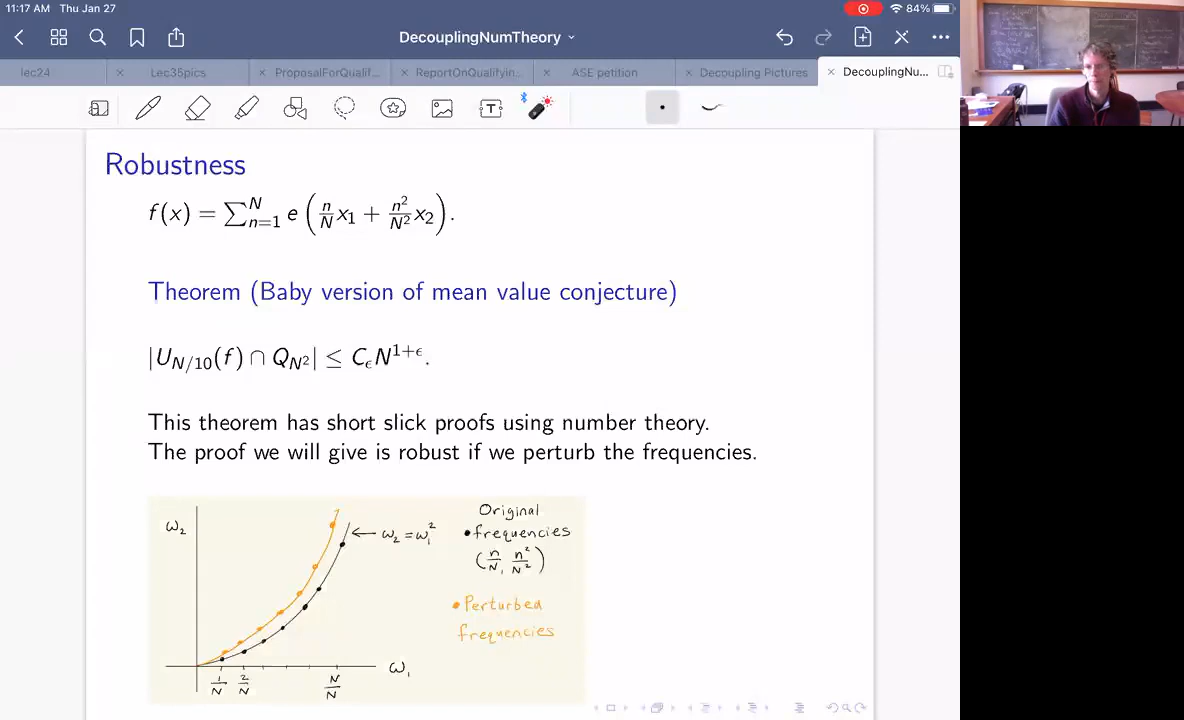 11:17 AM Thu Jan 27
84%
DecouplingNumTheory
lec24
Lec35pics
ProposalForQualif...
ReportOnQualifyin...
ASE petition
Decoupling Pictures
DecouplingNu...
T
Robustness
f(x) = ∑_{n=1}^{N} e(n/N x₁ + n²/N² x₂).
Theorem (Baby version of mean value conjecture)
|U_{N/10}(f) ∩ Q_{N²}| ≤ C_ϵ N^{1+ϵ}.
This theorem has short slick proofs using number theory.
The proof we will give is robust if we perturb the frequencies.
ω₂
← ω₂ = ω₁²
Original
• frequencies
(n/N, n²/N²)
• Perturbed
frequencies
1/N 2/N N/N
ω₁